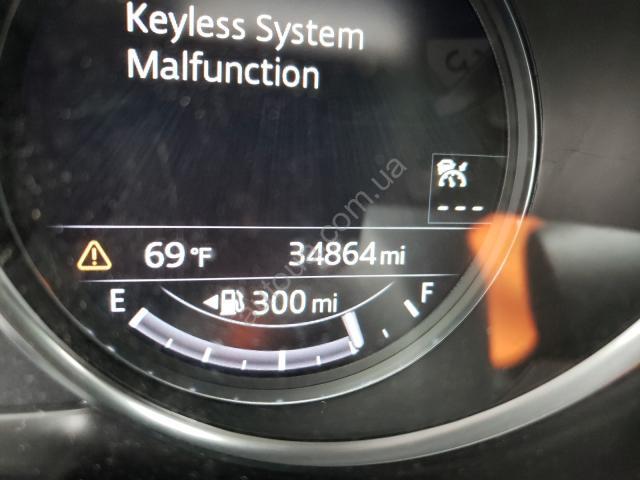 Keyless System
Malfunction
---
69°F 34864 mi
E 300 mi F